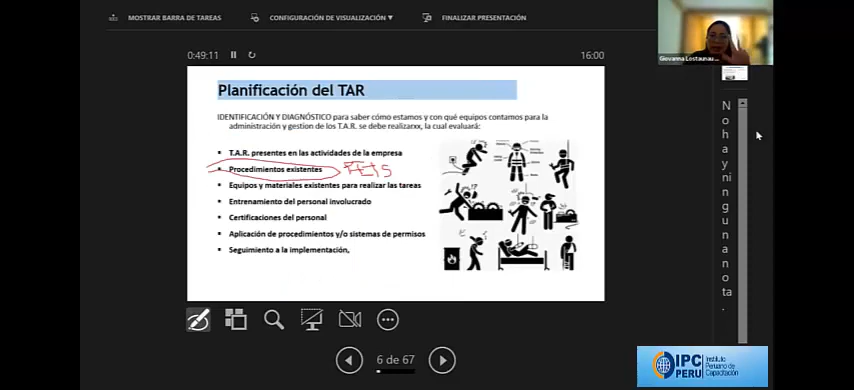 MOSTRAR BARRA DE TAREAS
CONFIGURACIÓN DE VISUALIZACIÓN ▼
FINALIZAR PRESENTACIÓN
0:49:11
16:00
Giovanna Lostaunau ...
Planificación del TAR
IDENTIFICACIÓN Y DIAGNÓSTICO para saber cómo estamos y con qué equipos contamos para la
administración y gestion de los T.A.R. se debe realizarxx, la cual evaluará:
▪ T.A.R. presentes en las actividades de la empresa
▪ Procedimientos existentes
▪ Equipos y materiales existentes para realizar las tareas
▪ Entrenamiento del personal involucrado
▪ Certificaciones del personal
▪ Aplicación de procedimientos y/o sistemas de permisos
▪ Seguimiento a la implementación,
No hay ninguna nota.
6 de 67
IPC
PERU
Instituto
Peruano de
Capacitación